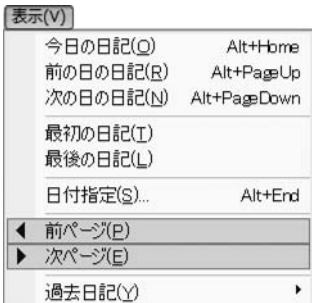 表示(V)
今日の日記(O) Alt+Home
前の日の日記(R) Alt+PageUp
次の日の日記(N) Alt+PageDown
最初の日記(T)
最後の日記(L)
日付指定(S)... Alt+End
前ページ(P)
次ページ(E)
過去日記(Y)